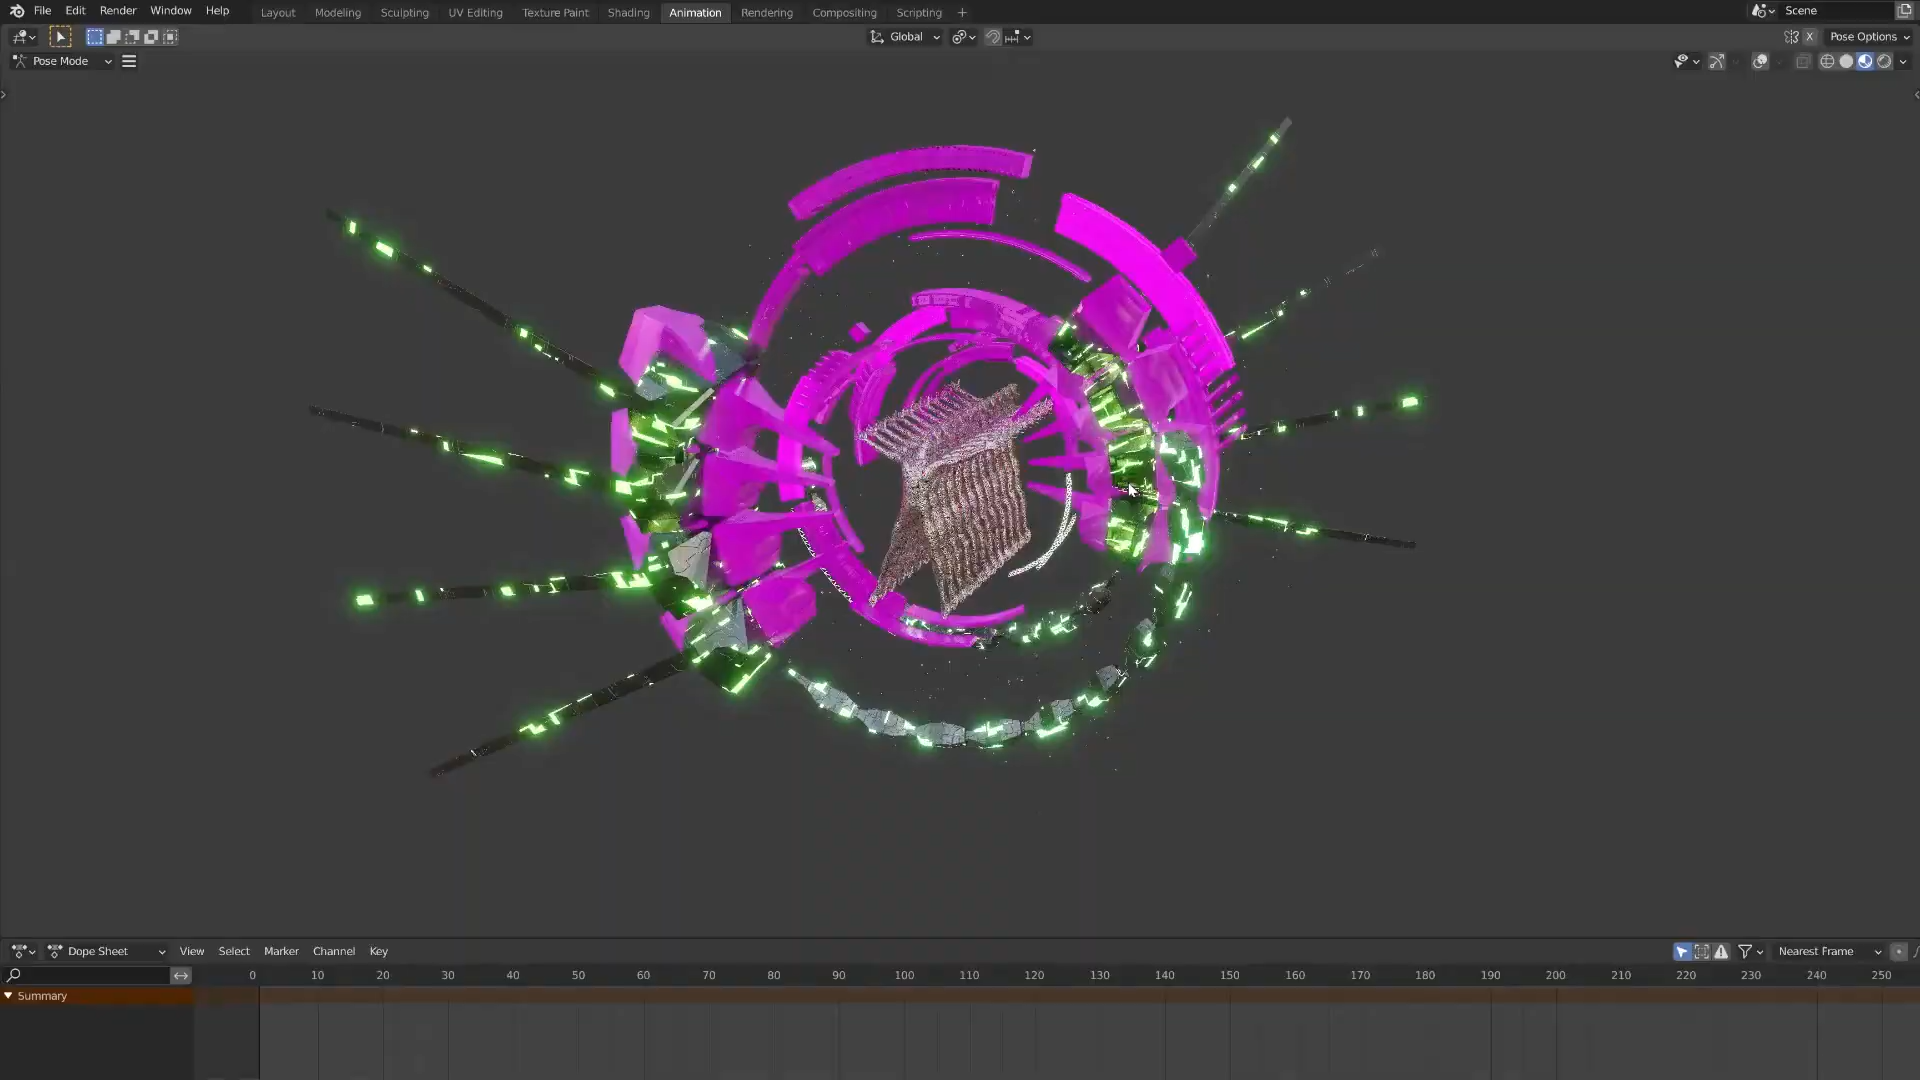 File Edit Render Window Help Layout Modeling Sculpting UV Editing Texture Paint Shading Animation Rendering Compositing Scripting + Scene
Global X Pose Options
Pose Mode
Dope Sheet View Select Marker Channel Key Nearest Frame
0 10 20 30 40 50 60 70 80 90 100 110 120 130 140 150 160 170 180 190 200 210 220 230 240 250
Summary